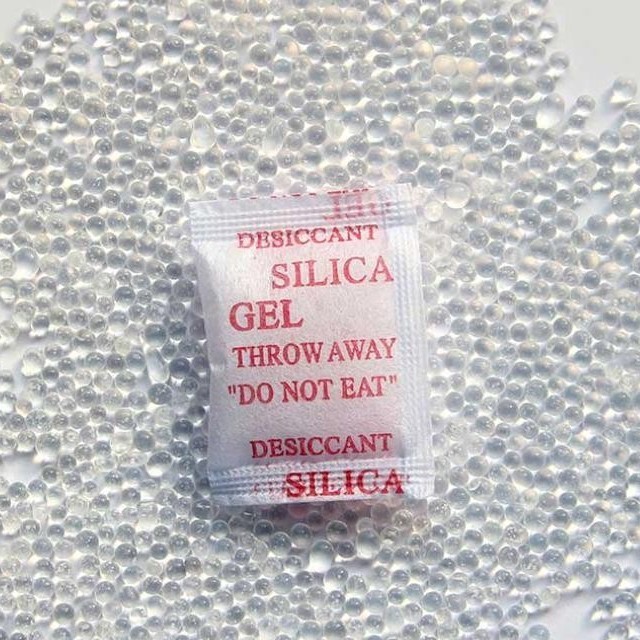 DESICCANT
SILICA
GEL
THROW AWAY
"DO NOT EAT"
DESICCANT
SILICA